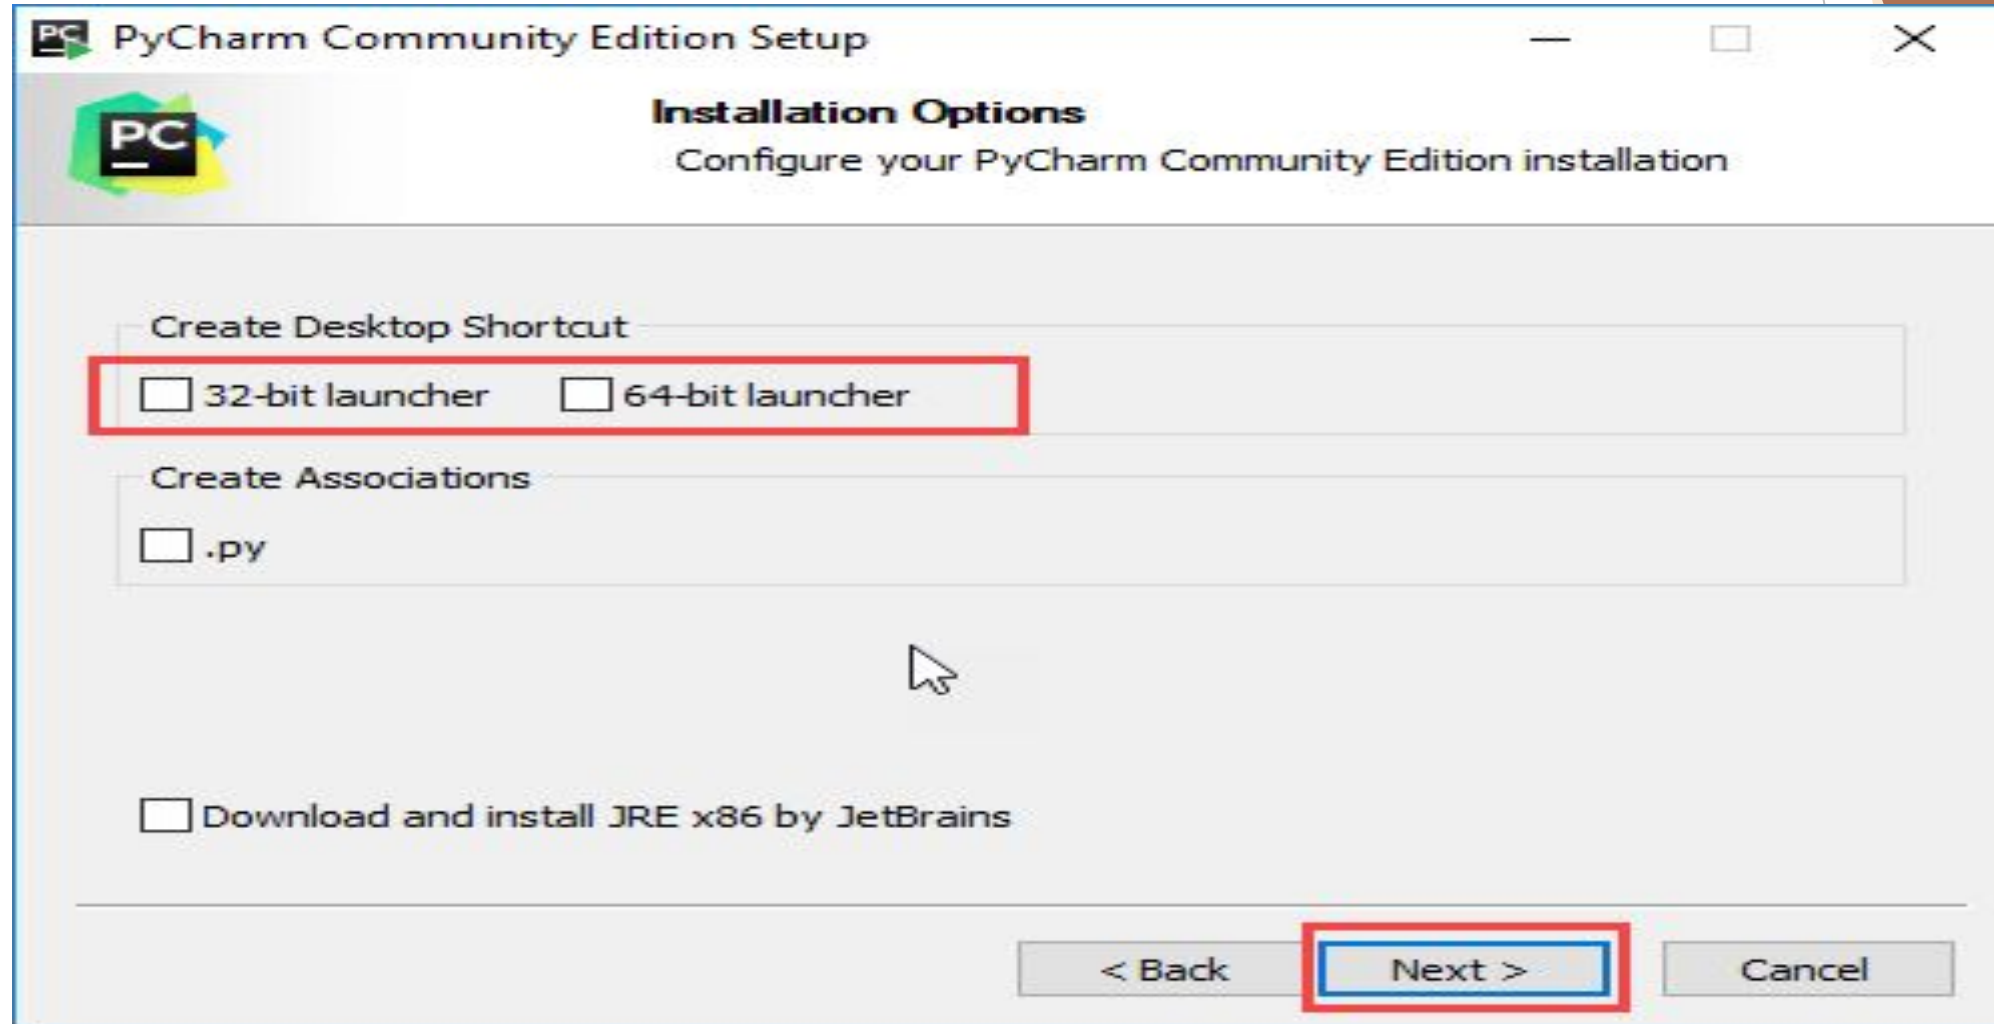 PyCharm Community Edition Setup
PC
Installation Options
Configure your PyCharm Community Edition installation
Create Desktop Shortcut
32-bit launcher 64-bit launcher
Create Associations
.py
Download and install JRE x86 by JetBrains
< Back Next > Cancel